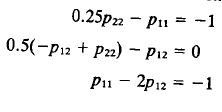 0.25p₂₂ − p₁₁ = −1
0.5(−p₁₂ + p₂₂) − p₁₂ = 0
p₁₁ − 2p₁₂ = −1